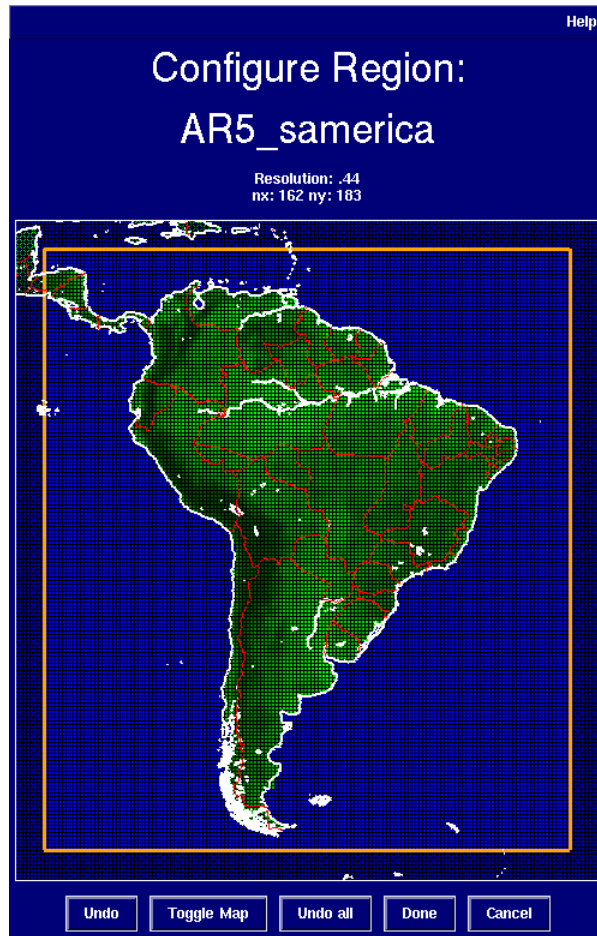 Help
Configure Region:
AR5_samerica
Resolution: .44
nx: 162 ny: 183
Undo
Toggle Map
Undo all
Done
Cancel